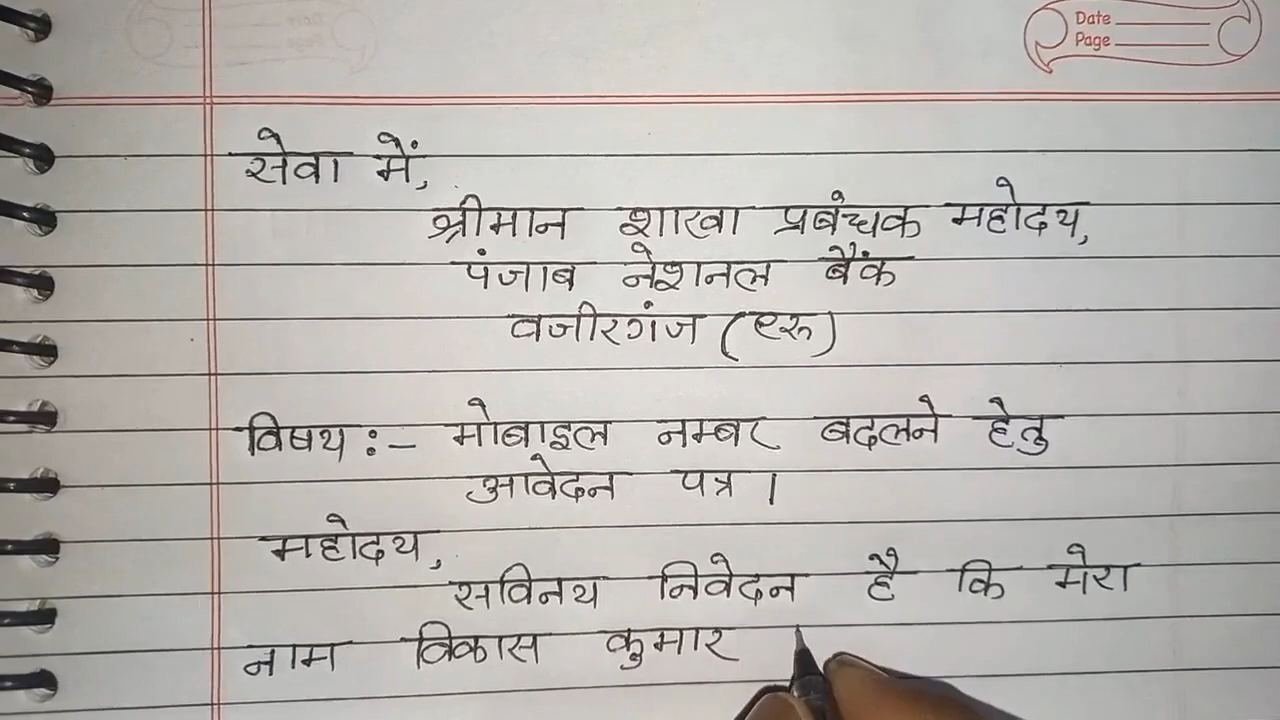 Date
Page
सेवा में,
श्रीमान शाखा प्रबंधक महोदय,
पंजाब नेशनल बैंक
वजीरगंज
विषय :- मोबाइल नम्बर बदलने हेतु
आवेदन पत्र ।
महोदय,
सविनय निवेदन है कि मेरा
नाम विकास कुमार